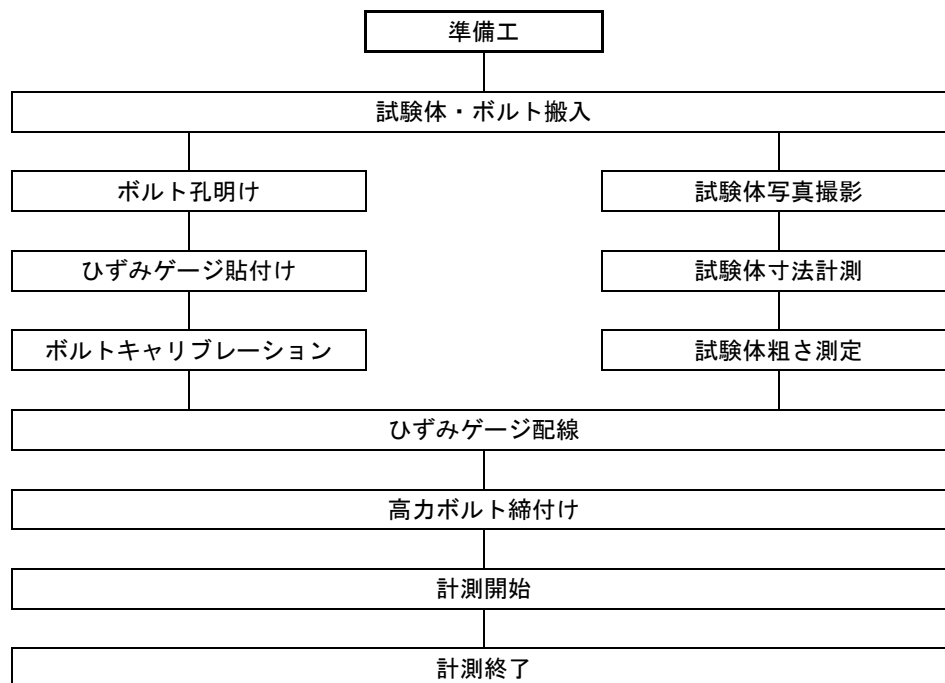 準備工
試験体・ボルト搬入
ボルト孔明け
試験体写真撮影
ひずみゲージ貼付け
試験体寸法計測
ボルトキャリブレーション
試験体粗さ測定
ひずみゲージ配線
高力ボルト締付け
計測開始
計測終了